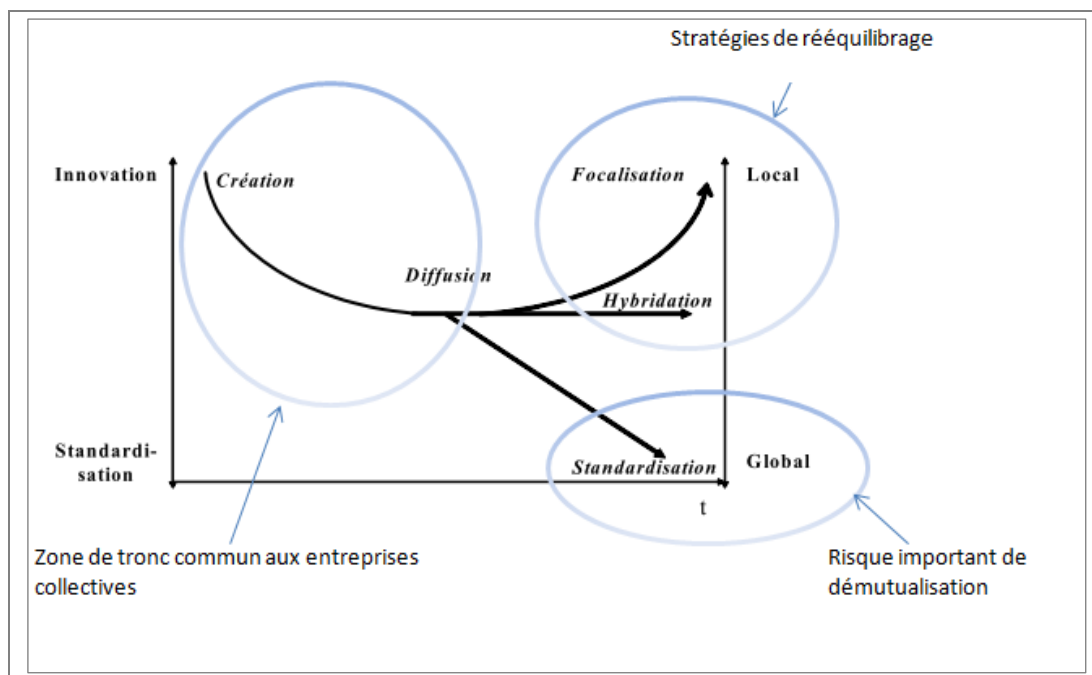 Stratégies de rééquilibrage
Innovation
Création
Focalisation
Local
Diffusion
Hybridation
Standardi-
sation
Standardisation
Global
t
Zone de tronc commun aux entreprises
collectives
Risque important de
démutualisation